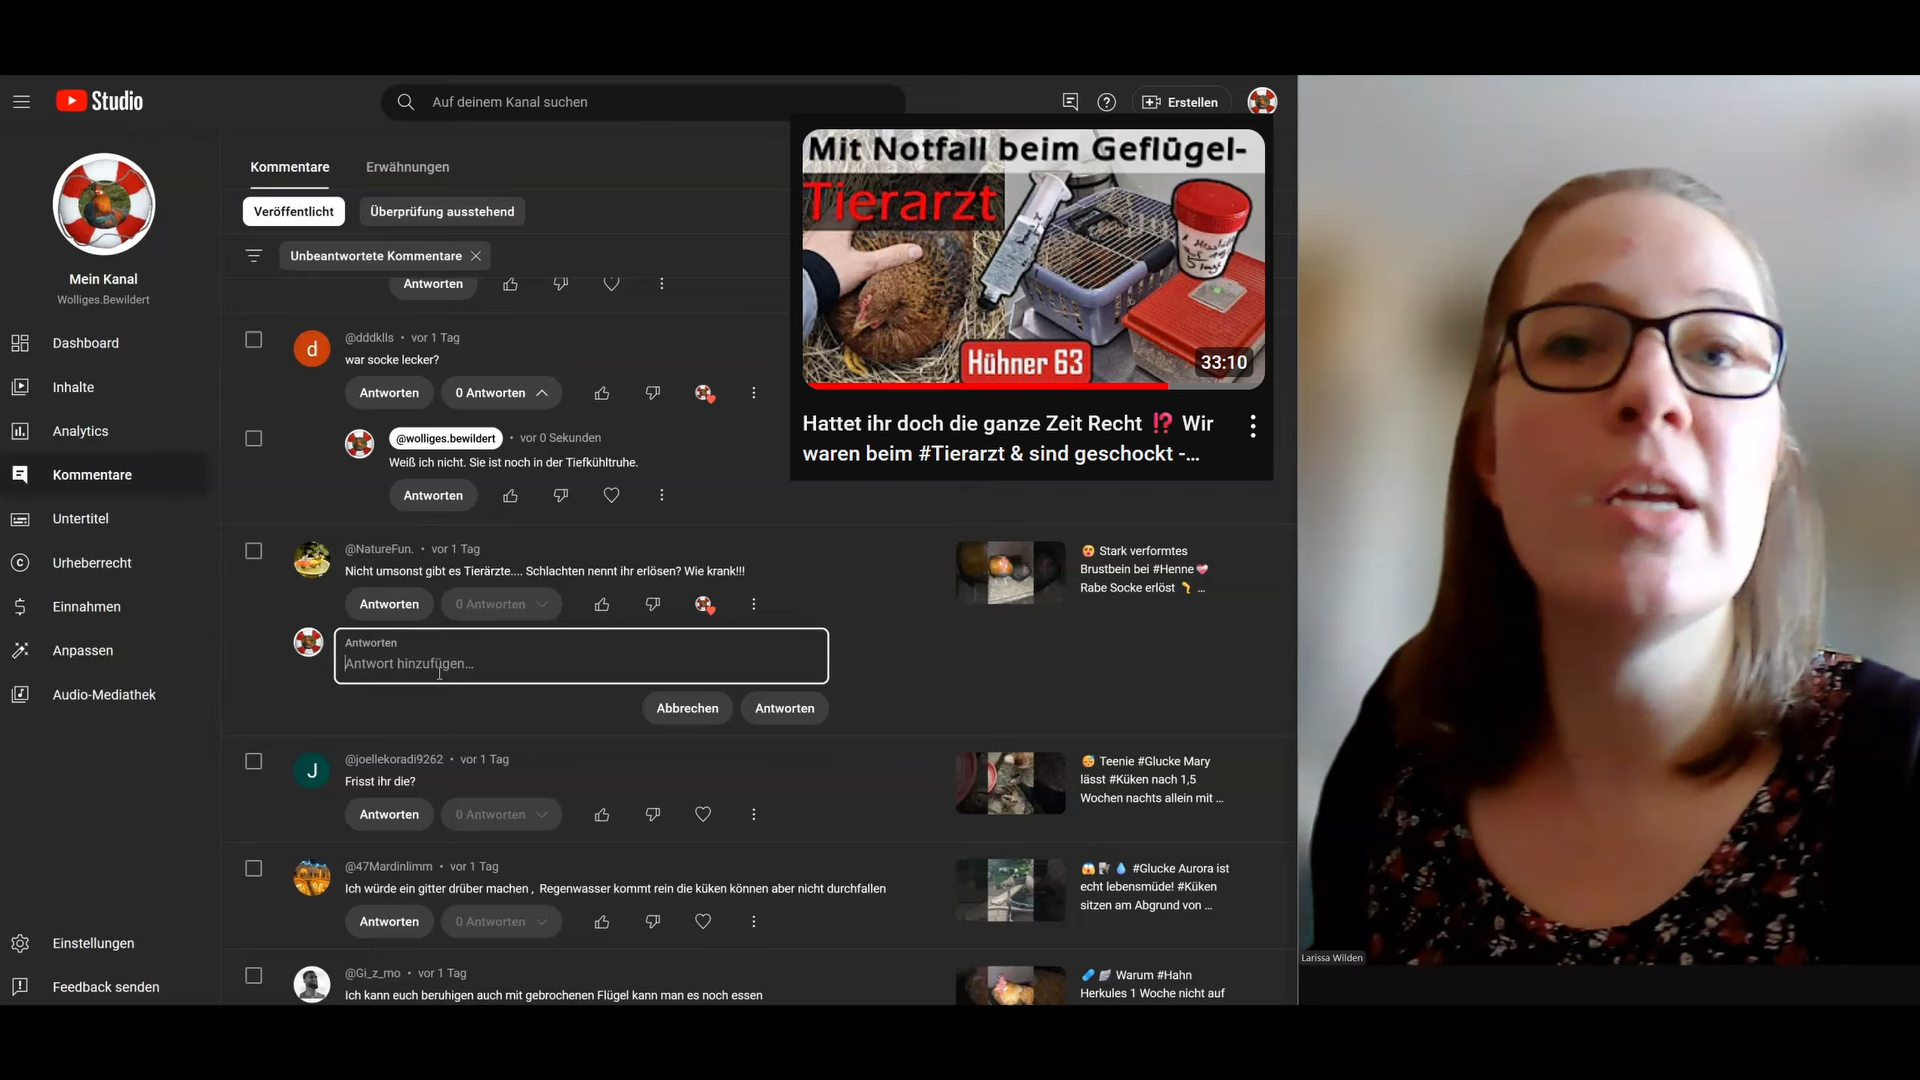 Studio
Auf deinem Kanal suchen
Erstellen
Mein Kanal
Wolliges.Bewildert
Dashboard
Inhalte
Analytics
Kommentare
Untertitel
Urheberrecht
Einnahmen
Anpassen
Audio-Mediathek
Einstellungen
Feedback senden
Kommentare
Erwähnungen
Veröffentlicht
Überprüfung ausstehend
Unbeantwortete Kommentare
Antworten
@dddklls • vor 1 Tag
war socke lecker?
Antworten
0 Antworten
@wolliges.bewildert • vor 0 Sekunden
Weiß ich nicht. Sie ist noch in der Tiefkühltruhe.
Antworten
@NatureFun. • vor 1 Tag
Nicht umsonst gibt es Tierärzte.... Schlachten nennt ihr erlösen? Wie krank!!!
Antworten
0 Antworten
Antworten
Antwort hinzufügen...
Abbrechen
Antworten
😍 Stark verformtes
Brustbein bei #Henne💔
Rabe Socke erlöst 🦵 ...
J
@joellekoradi9262 • vor 1 Tag
Frisst ihr die?
Antworten
0 Antworten
Teenie #Glucke Mary
lässt #Küken nach 1,5
Wochen nachts allein mit ...
@47Mardinlimm • vor 1 Tag
Ich würde ein gitter drüber machen , Regenwasser kommt rein die küken können aber nicht durchfallen
Antworten
0 Antworten
#Glucke Aurora ist
echt lebensmüde! #Küken
sitzen am Abgrund von ...
@Gi_z_mo • vor 1 Tag
Ich kann euch beruhigen auch mit gebrochenen Flügel kann man es noch essen
Warum #Hahn
Herkules 1 Woche nicht auf
Mit Notfall beim Geflügel-
Tierarzt
Hühner 63
33:10
Hattet ihr doch die ganze Zeit Recht ⁉ Wir
waren beim #Tierarzt & sind geschockt -...
Larissa Wilden